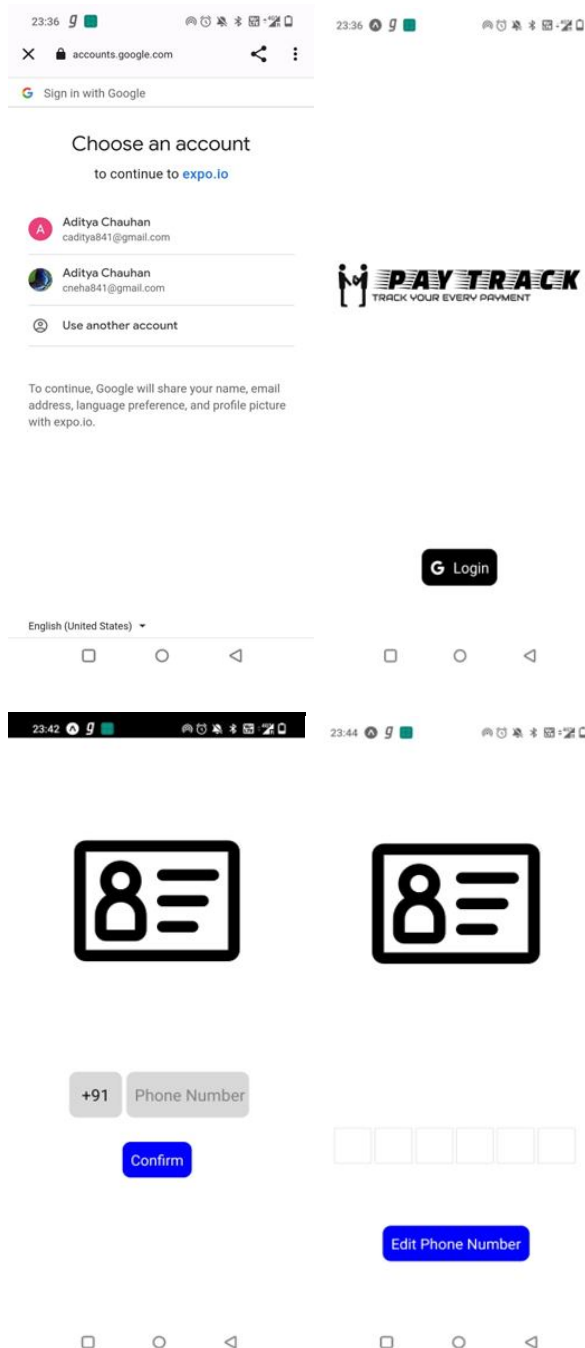 23:36 g
accounts.google.com
G Sign in with Google
Choose an account
to continue to expo.io
A Aditya Chauhan
caditya841@gmail.com
Aditya Chauhan
cneha841@gmail.com
Use another account
To continue, Google will share your name, email
address, language preference, and profile picture
with expo.io.
English (United States)
23:36 g
PAY TRACK
TRACK YOUR EVERY PAYMENT
G Login
23:42 g
+91 Phone Number
Confirm
23:44 g
Edit Phone Number